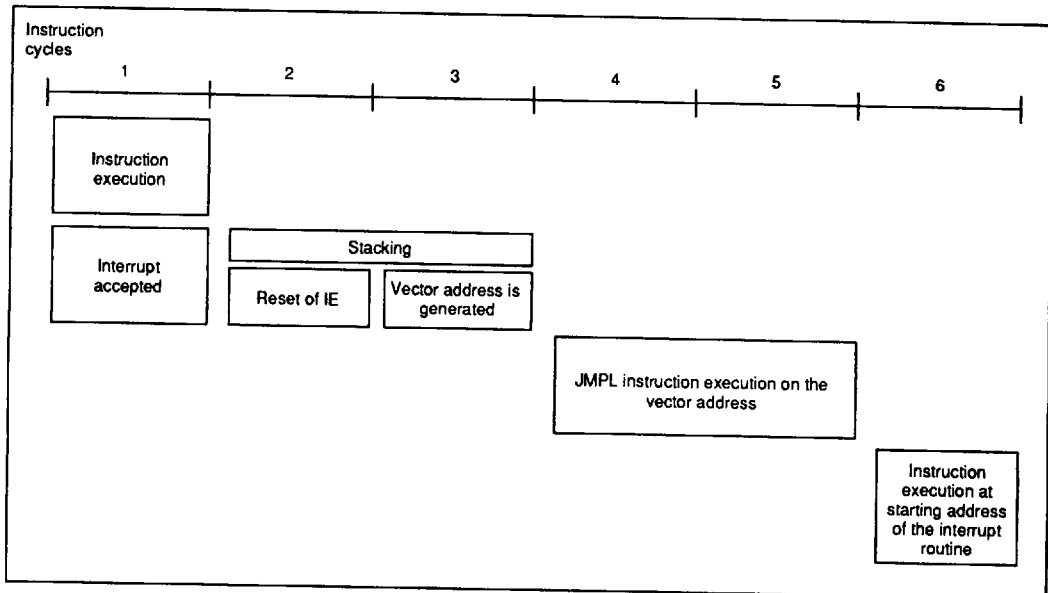 Instruction
cycles
1
2
3
4
5
6
Instruction
execution
Interrupt
accepted
Stacking
Reset of IE
Vector address is
generated
JMPL instruction execution on the
vector address
Instruction
execution at
starting address
of the interrupt
routine